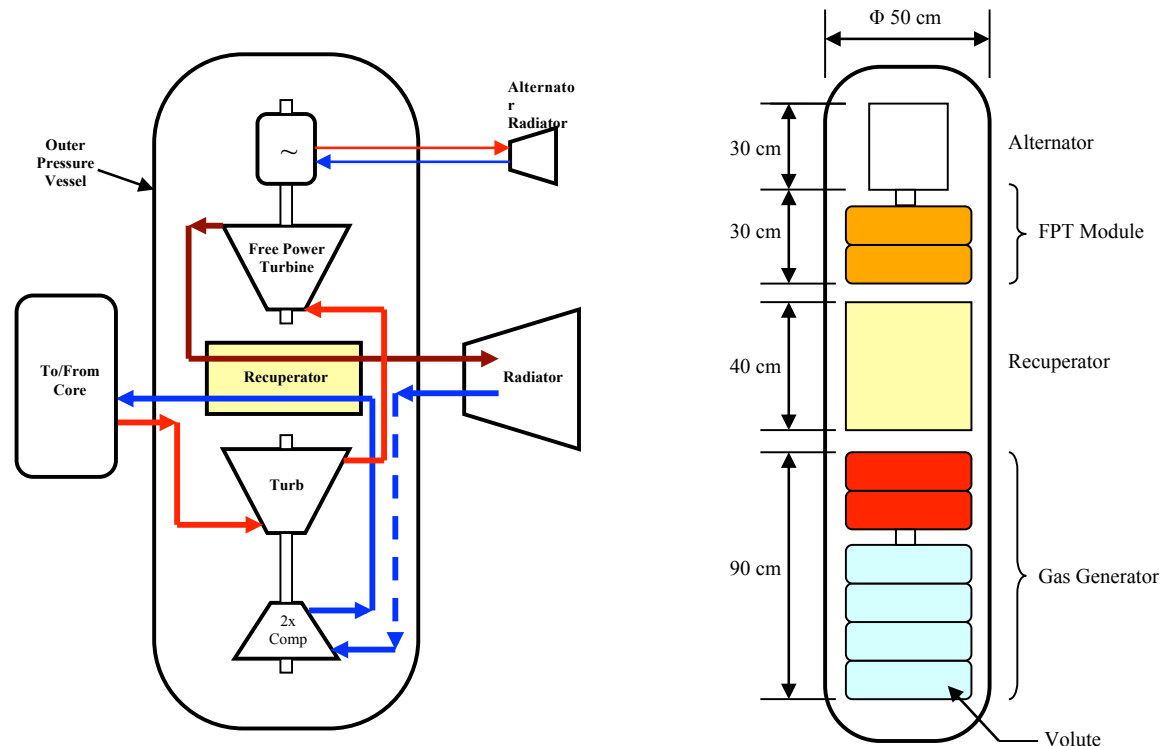 Outer
Pressure
Vessel
~
Alternato
r
Radiator
Free Power
Turbine
To/From
Core
Recuperator
Radiator
Turb
2x
Comp
Φ 50 cm
30 cm
Alternator
30 cm
FPT Module
40 cm
Recuperator
90 cm
Gas Generator
Volute